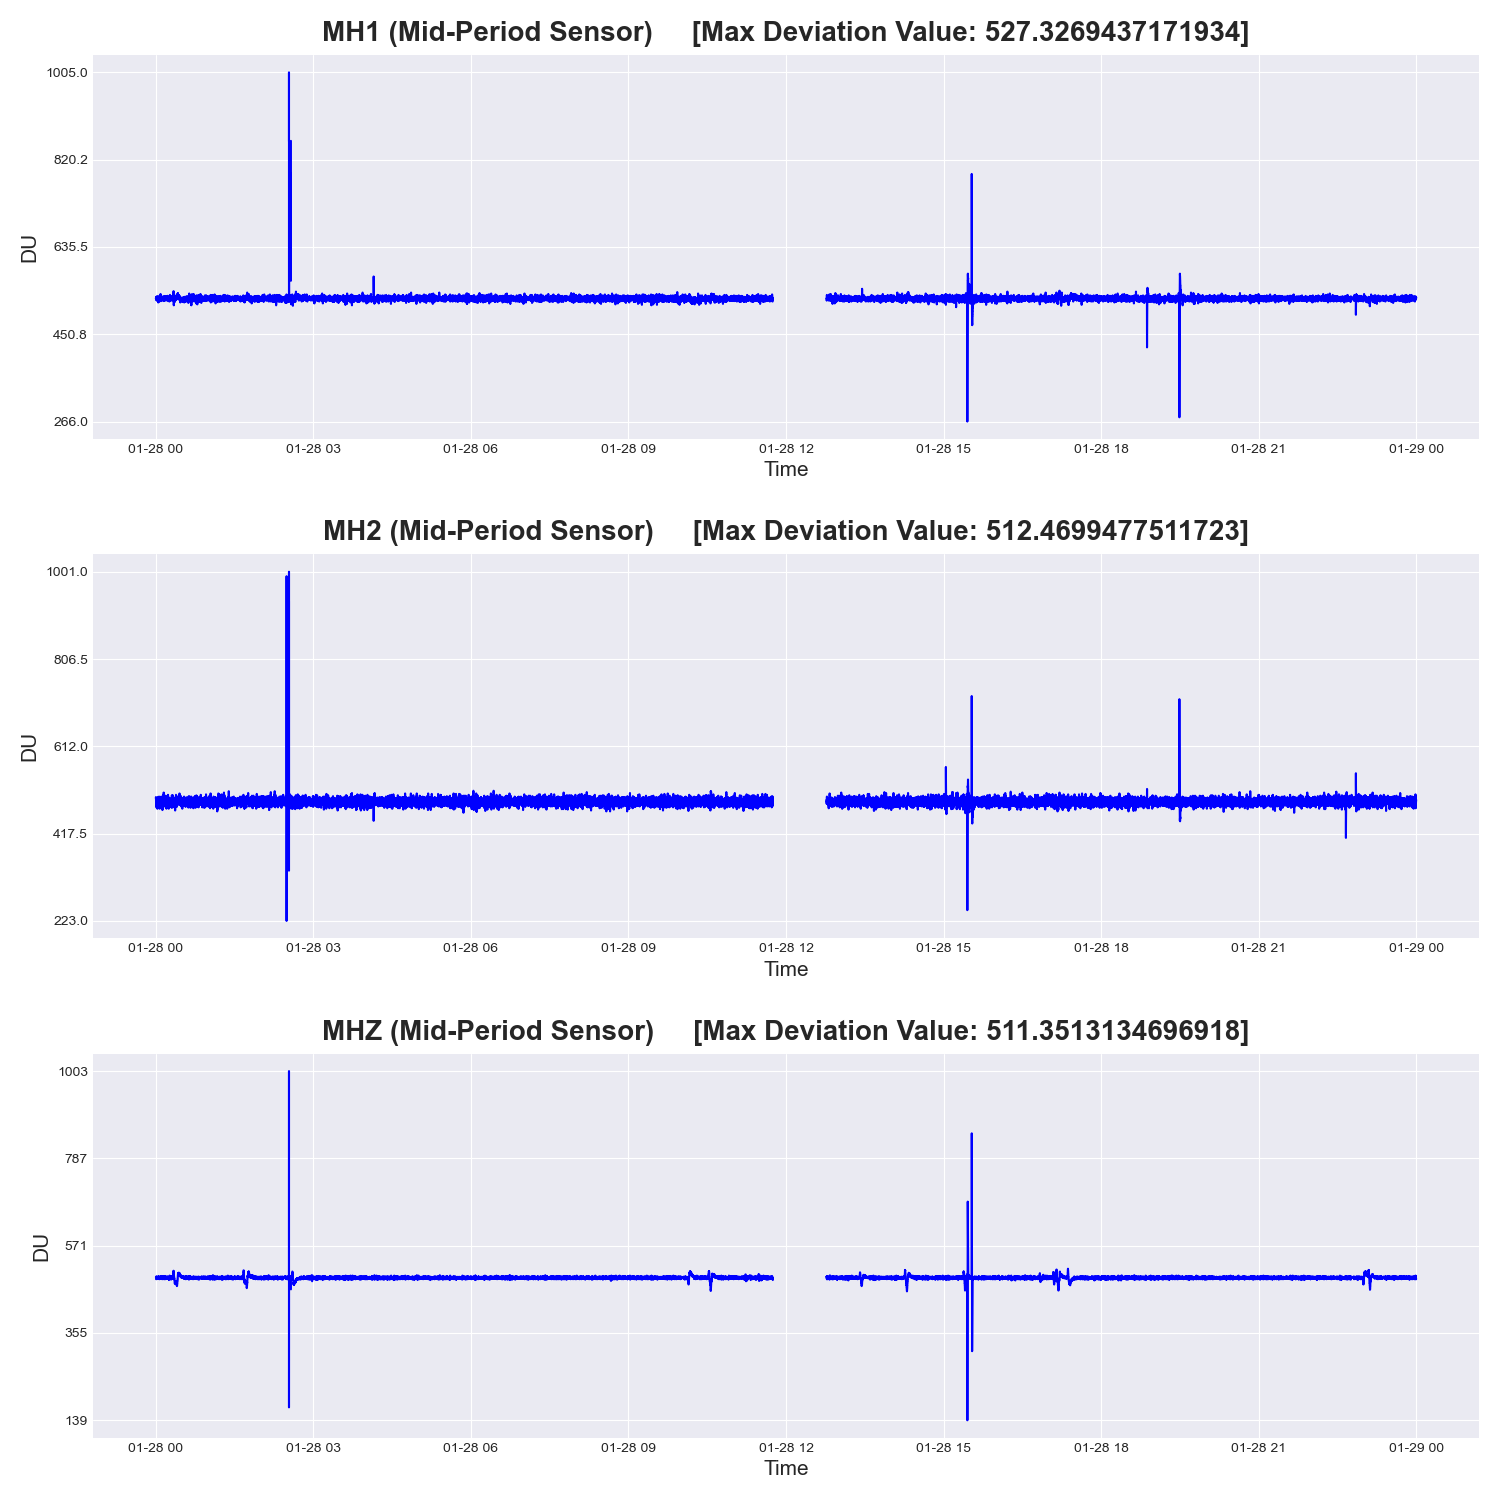 MH1 (Mid-Period Sensor) [Max Deviation Value: 527.3269437171934]
1005.0
820.2
635.5
450.8
266.0
DU
01-28 00 01-28 03 01-28 06 01-28 09 01-28 12 01-28 15 01-28 18 01-28 21 01-29 00
Time
MH2 (Mid-Period Sensor) [Max Deviation Value: 512.4699477511723]
1001.0
806.5
612.0
417.5
223.0
DU
01-28 00 01-28 03 01-28 06 01-28 09 01-28 12 01-28 15 01-28 18 01-28 21 01-29 00
Time
MHZ (Mid-Period Sensor) [Max Deviation Value: 511.3513134696918]
1003
787
571
355
139
DU
01-28 00 01-28 03 01-28 06 01-28 09 01-28 12 01-28 15 01-28 18 01-28 21 01-29 00
Time